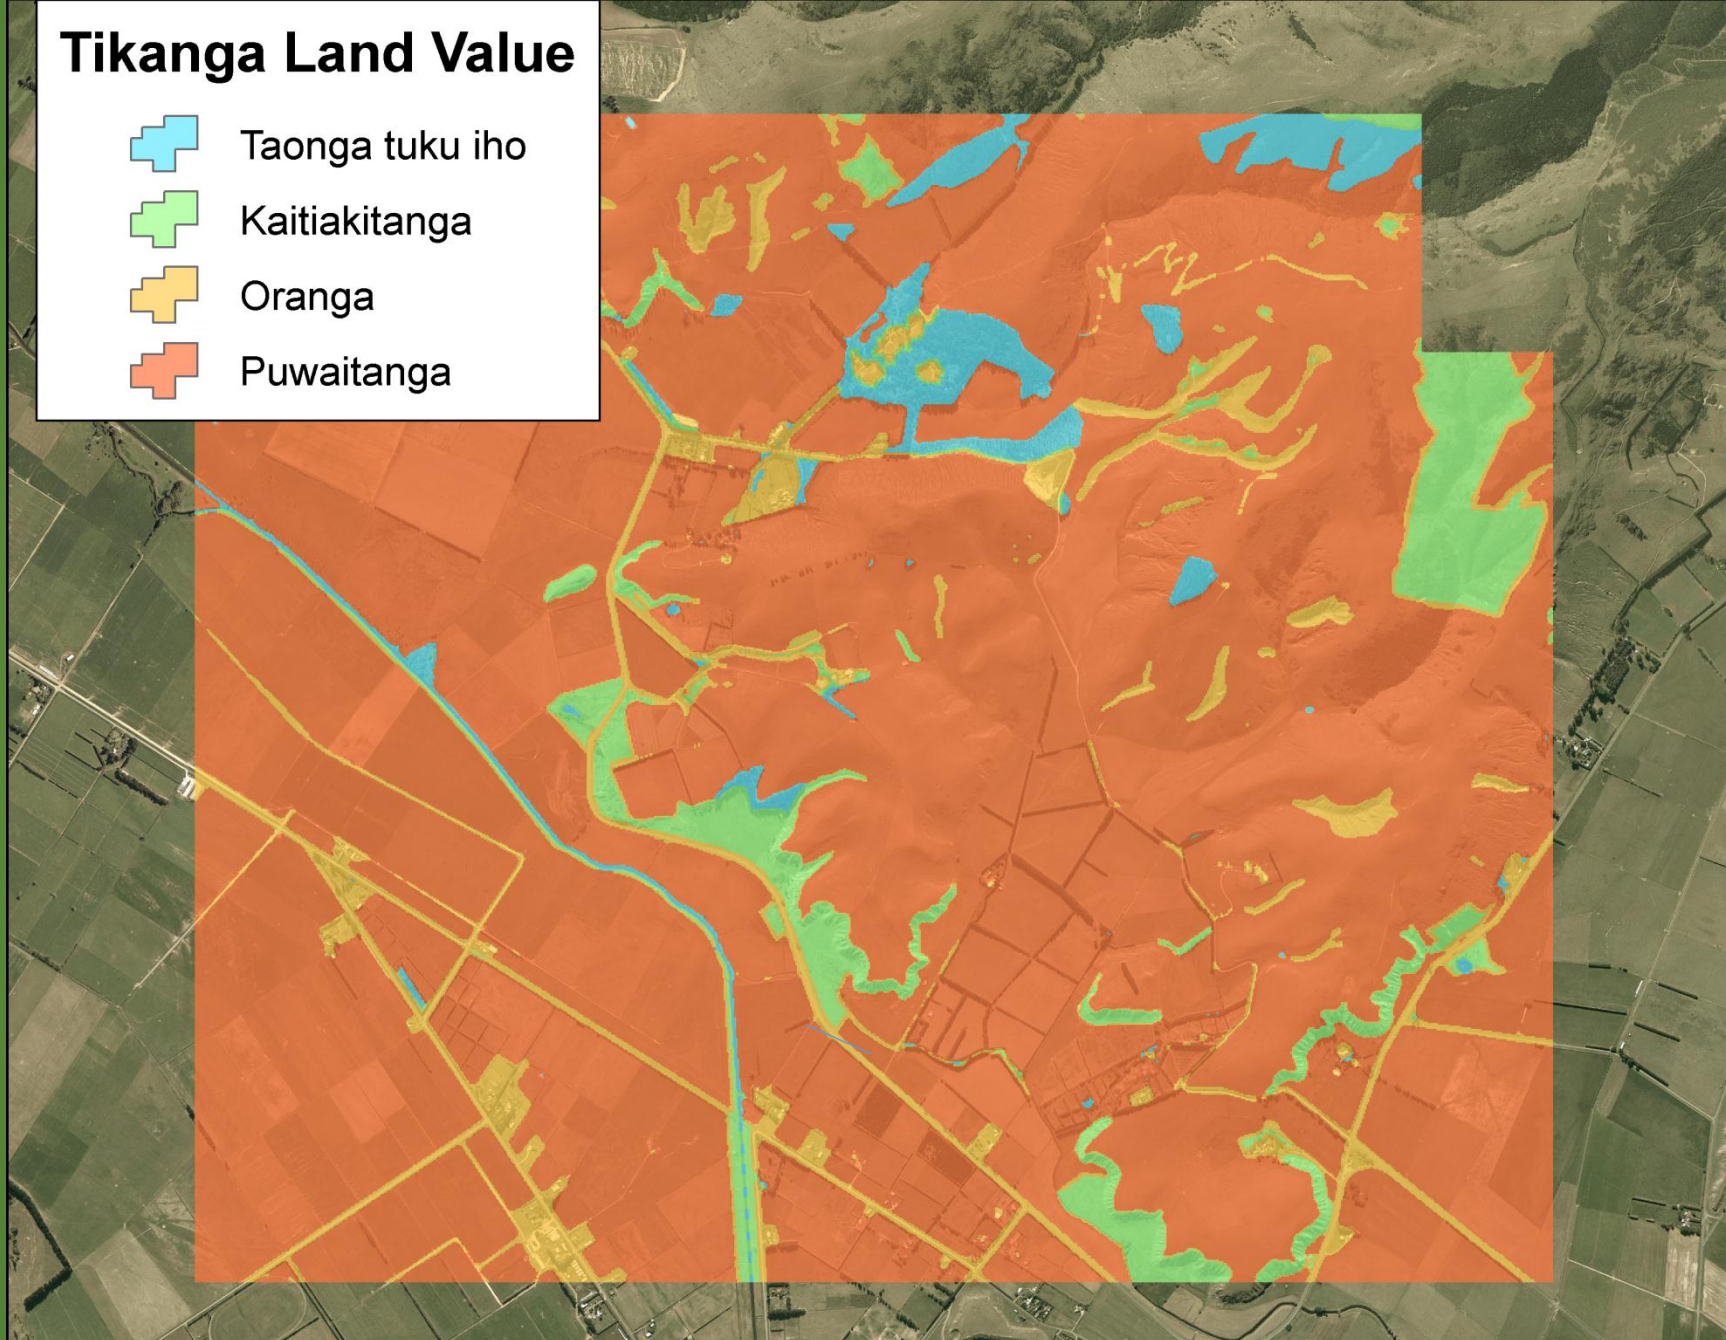 Tikanga Land Value
Taonga tuku iho
Kaitiakitanga
Oranga
Puwaitanga